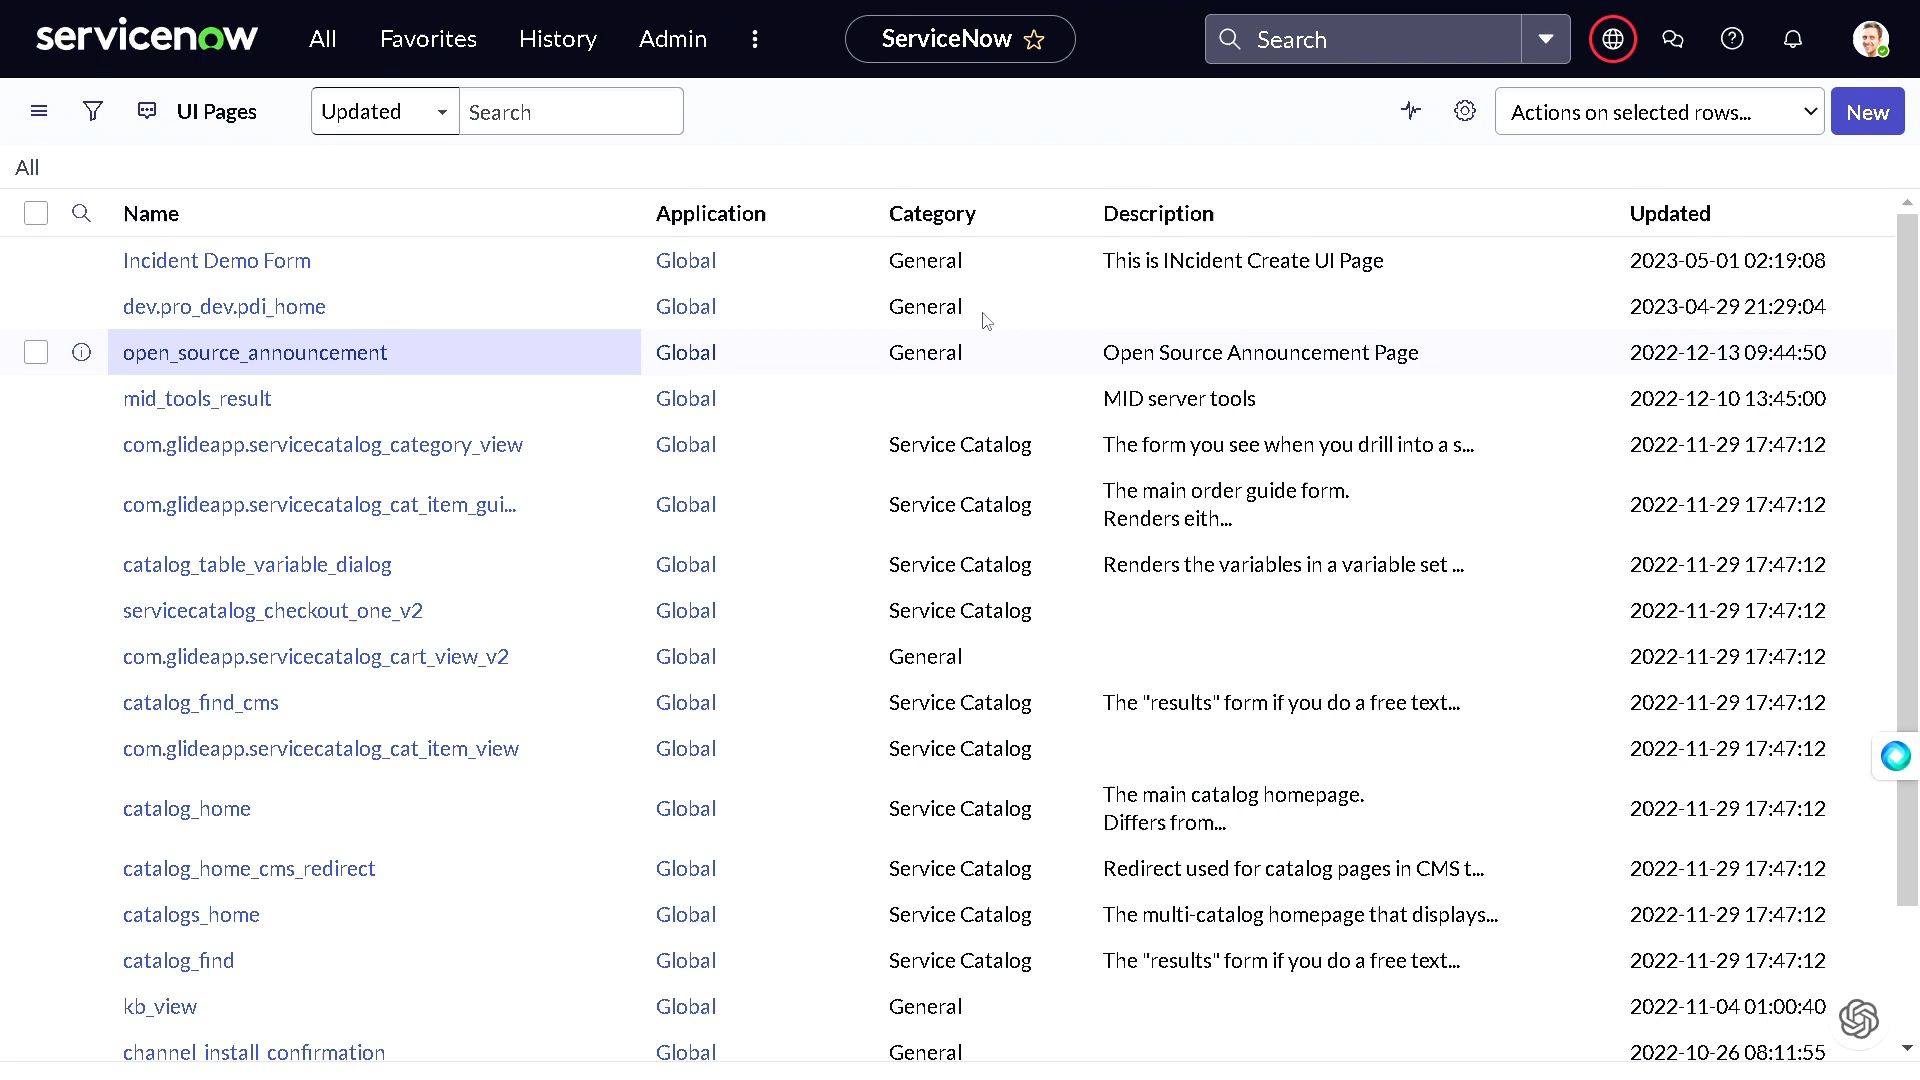 servicenow All Favorites History Admin ServiceNow Search
UI Pages Updated Search Actions on selected rows... New
All
Name Application Category Description Updated
Incident Demo Form Global General This is INcident Create UI Page 2023-05-01 02:19:08
dev.pro_dev.pdi_home Global General 2023-04-29 21:29:04
open_source_announcement Global General Open Source Announcement Page 2022-12-13 09:44:50
mid_tools_result Global MID server tools 2022-12-10 13:45:00
com.glideapp.servicecatalog_category_view Global Service Catalog The form you see when you drill into a s... 2022-11-29 17:47:12
com.glideapp.servicecatalog_cat_item_gui... Global Service Catalog The main order guide form. 2022-11-29 17:47:12
Renders eith...
catalog_table_variable_dialog Global Service Catalog Renders the variables in a variable set ... 2022-11-29 17:47:12
servicecatalog_checkout_one_v2 Global Service Catalog 2022-11-29 17:47:12
com.glideapp.servicecatalog_cart_view_v2 Global General 2022-11-29 17:47:12
catalog_find_cms Global Service Catalog The "results" form if you do a free text... 2022-11-29 17:47:12
com.glideapp.servicecatalog_cat_item_view Global Service Catalog 2022-11-29 17:47:12
catalog_home Global Service Catalog The main catalog homepage. 2022-11-29 17:47:12
Differs from...
catalog_home_cms_redirect Global Service Catalog Redirect used for catalog pages in CMS t... 2022-11-29 17:47:12
catalogs_home Global Service Catalog The multi-catalog homepage that displays... 2022-11-29 17:47:12
catalog_find Global Service Catalog The "results" form if you do a free text... 2022-11-29 17:47:12
kb_view Global General 2022-11-04 01:00:40
channel_install_confirmation Global General 2022-10-26 08:11:55